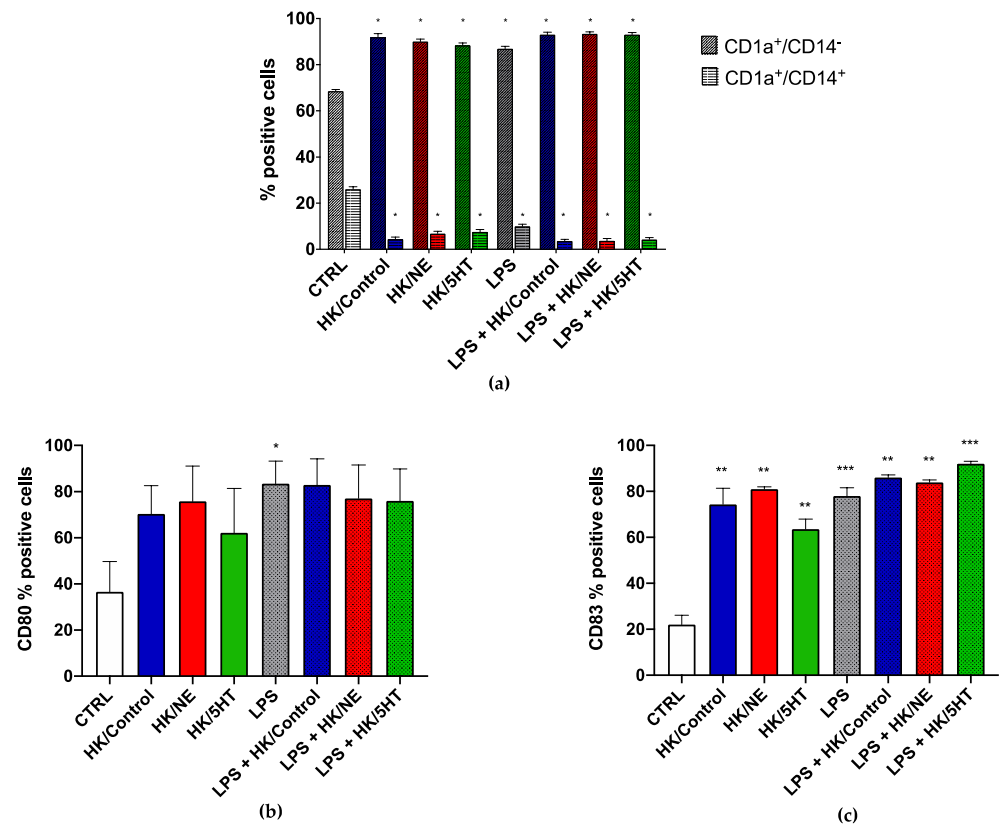 % positive cells
100
80
60
40
20
0
* * * * * * *
* * * * * * *
CTRL
HK/Control
HK/NE
HK/5HT
LPS
LPS + HK/Control
LPS + HK/NE
LPS + HK/5HT
CD1a+/CD14-
CD1a+/CD14+
(a)
CD80 % positive cells
100
80
60
40
20
0
*
CTRL
HK/Control
HK/NE
HK/5HT
LPS
LPS + HK/Control
LPS + HK/NE
LPS + HK/5HT
(b)
CD83 % positive cells
100
80
60
40
20
0
** ** ** *** ** ** ***
CTRL
HK/Control
HK/NE
HK/5HT
LPS
LPS + HK/Control
LPS + HK/NE
LPS + HK/5HT
(c)